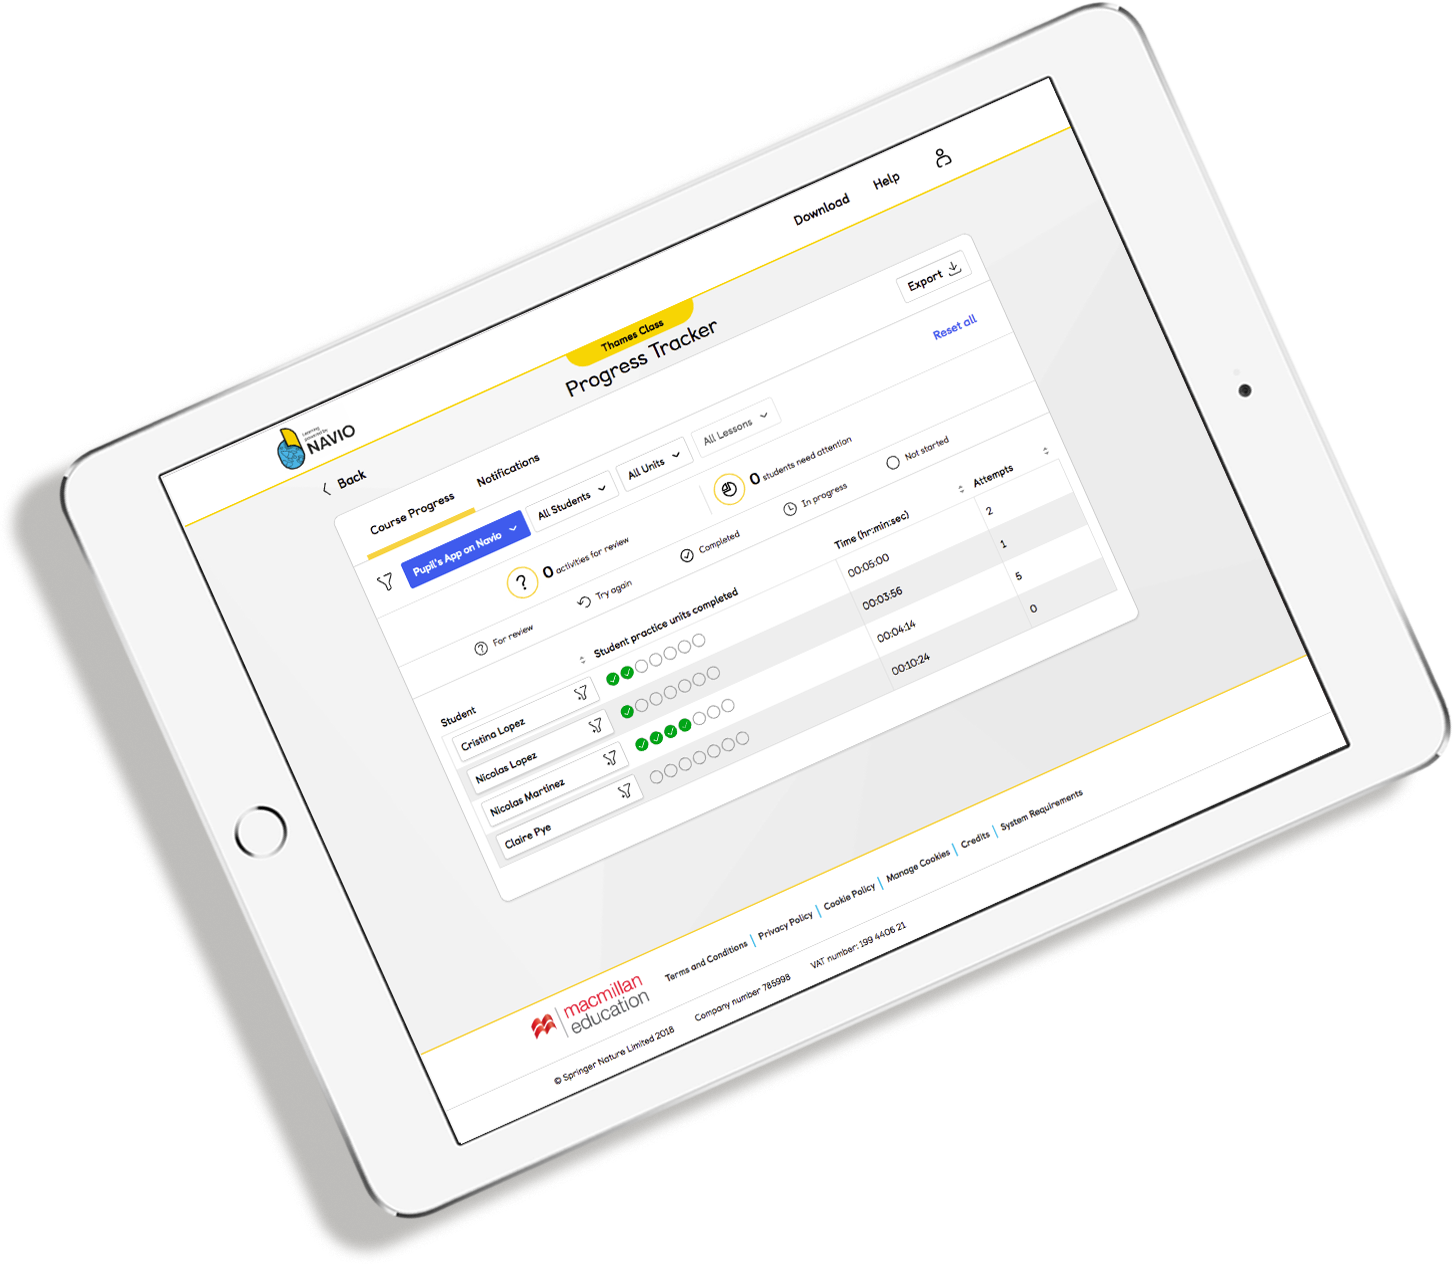 Download
Help
Learning
powered by
NAVIO
Back
Thames Class
Progress Tracker
Export
Course Progress
Notifications
Reset all
Pupil's App on Navio
All Students
All Units
All Lessons
0 activities for review
0 students need attention
For review
Try again
Completed
In progress
Not started
Student
Student practice units completed
Time (hr:min:sec)
Attempts
Cristina Lopez
00:05:00
2
Nicolas Lopez
00:03:56
1
Nicolas Martinez
00:04:14
5
Claire Pye
00:10:24
0
macmillan
education
Terms and Conditions | Privacy Policy | Cookie Policy | Manage Cookies | Credits | System Requirements
© Springer Nature Limited 2018
Company number 785998
VAT number: 199 4406 21